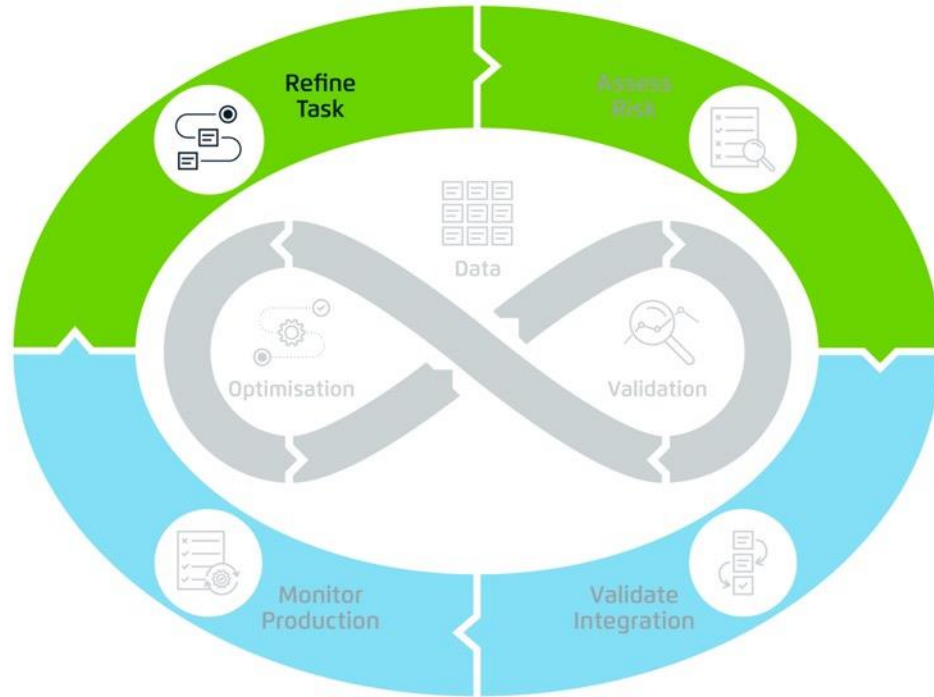 Refine
Task
Assess
Risk
Data
Optimisation
Validation
Monitor
Production
Validate
Integration